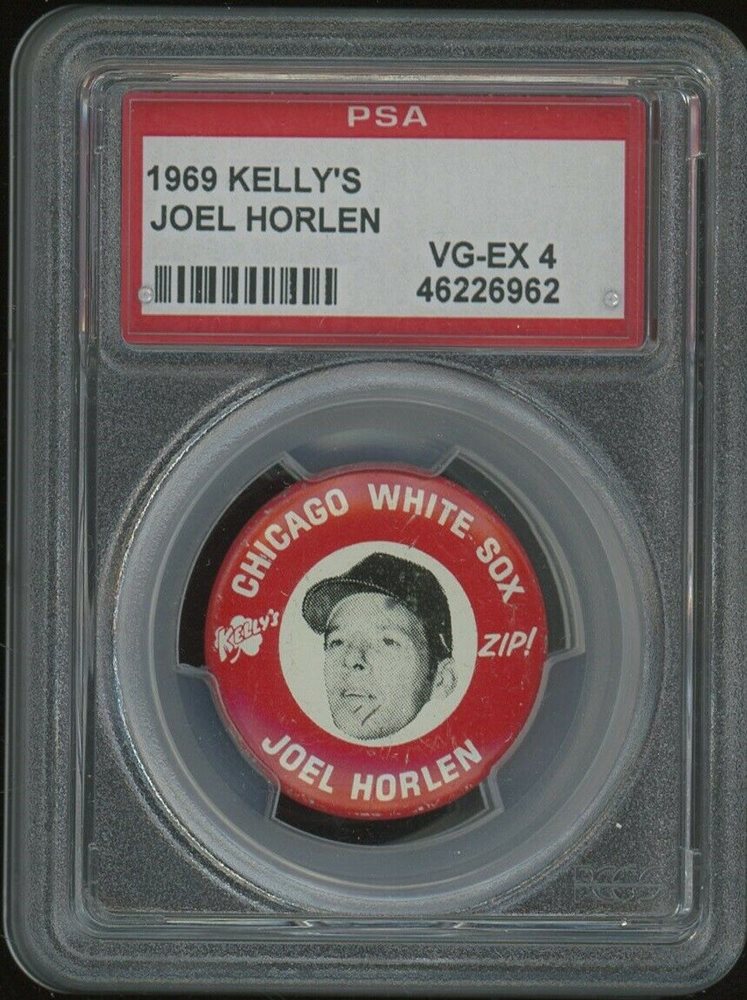 PSA
1969 KELLY'S
JOEL HORLEN
VG-EX 4
46226962
CHICAGO WHITE SOX
KELLY'S
ZIP!
JOEL HORLEN